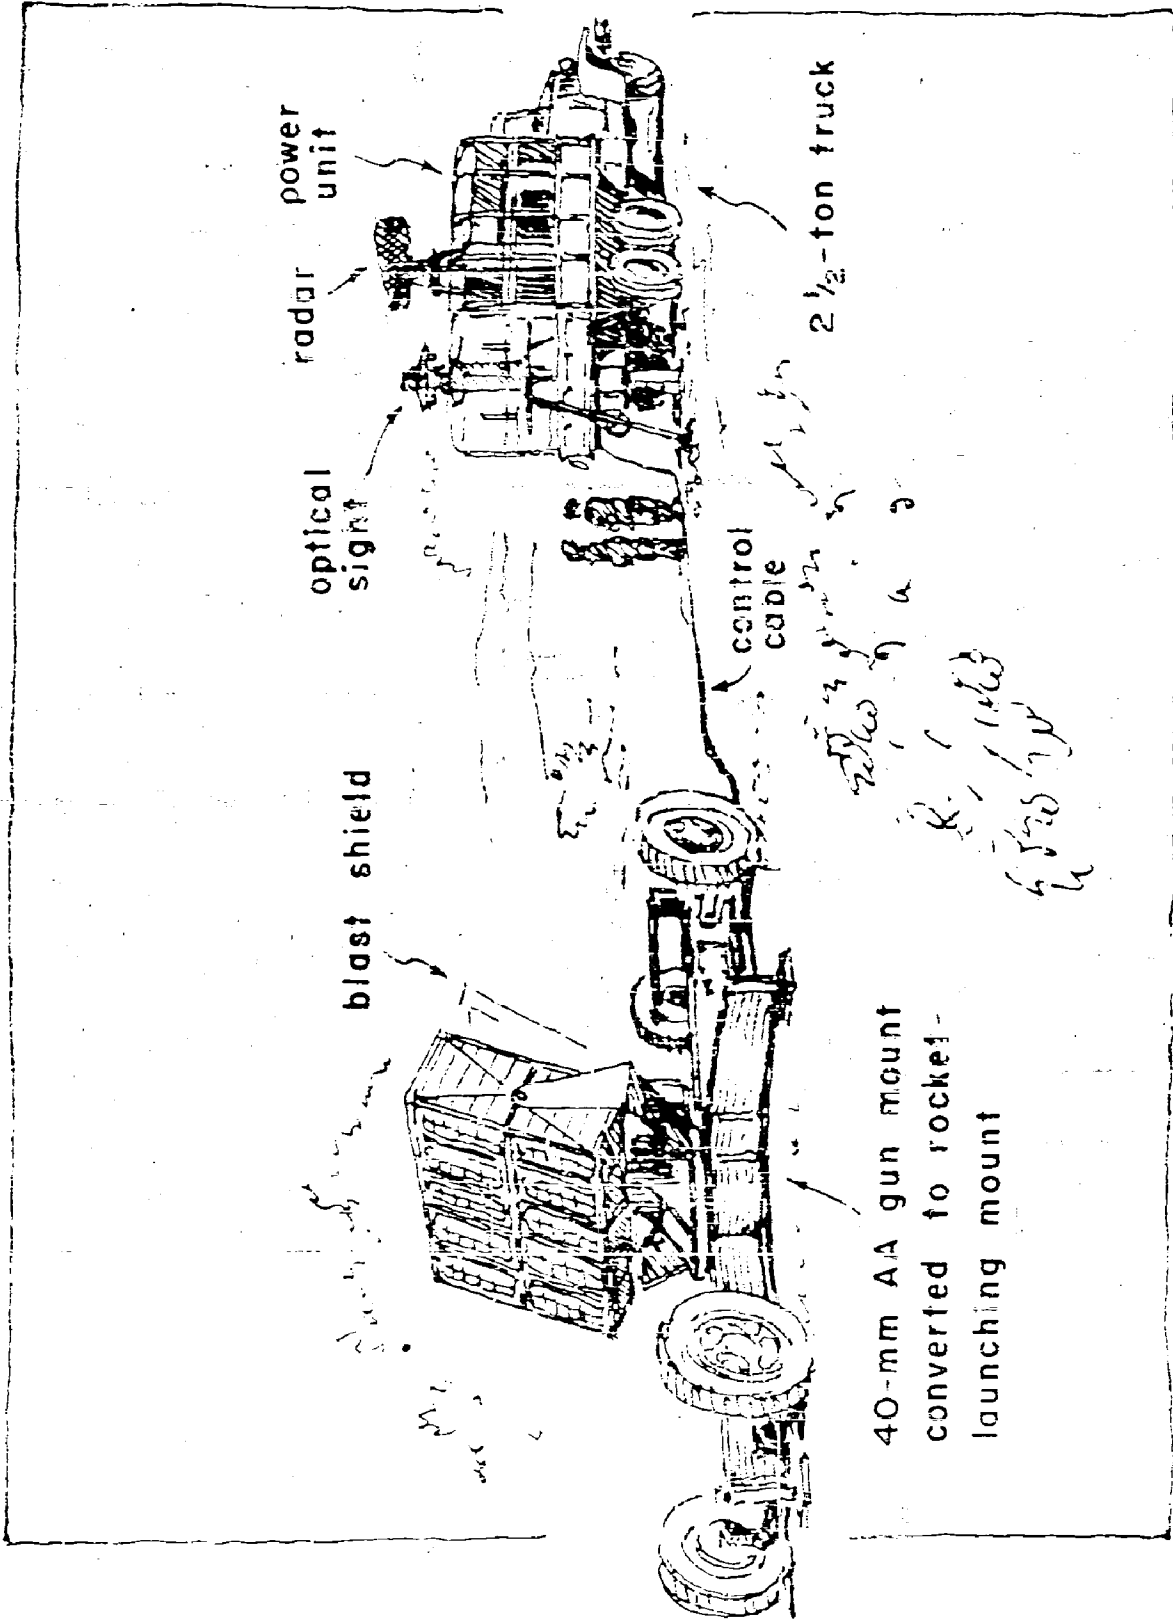 blast shield
optical
sight
radar
power
unit
control
cable
2 1/2-ton truck
40-mm AA gun mount
converted to rocket-
launching mount